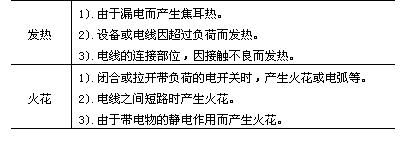 发热
1).由于漏电而产生焦耳热。
2).设备或电线因超过负荷而发热。
3).电线的连接部位，因接触不良而发热。
火花
1).闭合或拉开带负荷的电开关时，产生火花或电弧等。
2).电线之间短路时产生火花。
3).由于带电物的静电作用而产生火花。